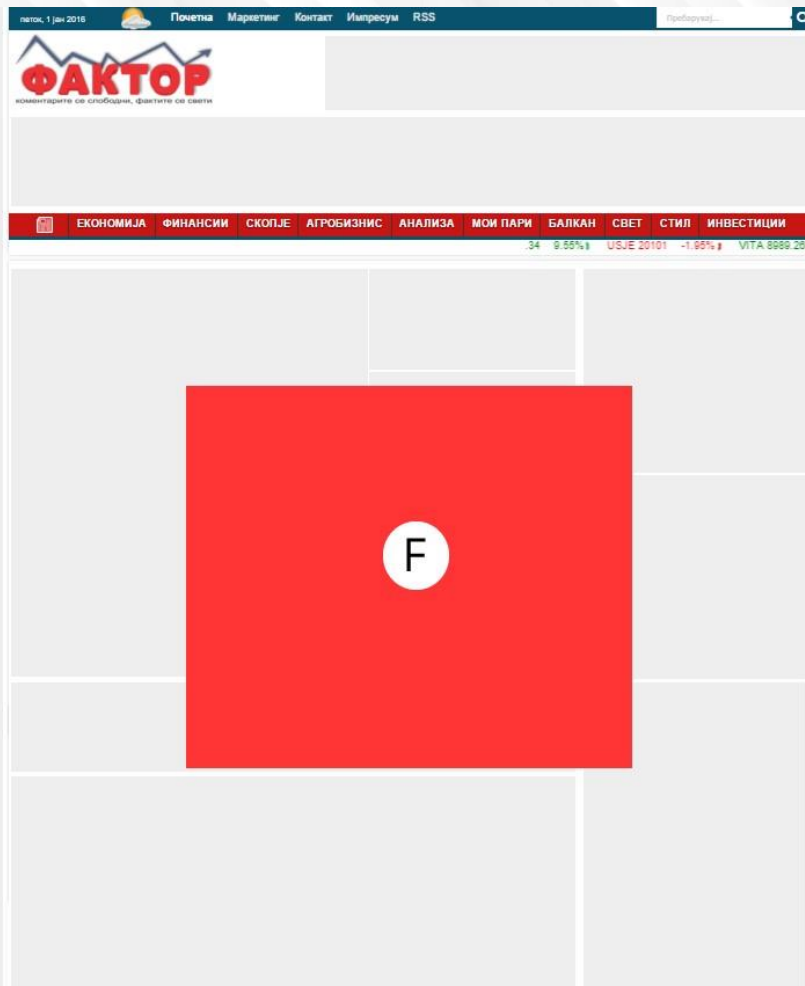 петок, 1 јан 2016 Почетна Маркетинг Контакт Импресум RSS Пребарувај...
ФАКТОР
коментарите се слободни, фактите се свети
ЕКОНОМИЈА ФИНАНСИИ СКОПЈЕ АГРОБИЗНИС АНАЛИЗА МОИ ПАРИ БАЛКАН СВЕТ СТИЛ ИНВЕСТИЦИИ
.34 9.55% USJE 20101 -1.95% VITA 8989.26
F